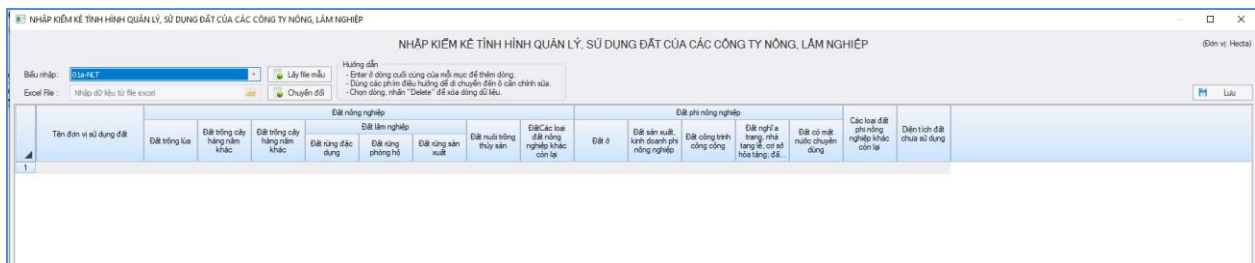 NHẬP KIỂM KÊ TÌNH HÌNH QUẢN LÝ, SỬ DỤNG ĐẤT CỦA CÁC CÔNG TY NÔNG, LÂM NGHIỆP
NHẬP KIỂM KÊ TÌNH HÌNH QUẢN LÝ, SỬ DỤNG ĐẤT CỦA CÁC CÔNG TY NÔNG, LÂM NGHIỆP
(Đơn vị: Hecta)
Biểu nhập:
01a-NLT
Lấy file mẫu
Excel File :
Nhập dữ liệu từ file excel
Chuyển đổi
Hướng dẫn
- Enter ở dòng cuối cùng của mỗi mục để thêm dòng.
- Dùng các phím điều hướng để di chuyển đến ô cần chỉnh sửa.
- Chọn dòng, nhấn "Delete" để xóa dòng dữ liệu.
Lưu
Tên đơn vị sử dụng đất
Đất nông nghiệp
Đất trồng lúa
Đất trồng cây
hàng năm
khác
Đất trồng cây
hàng năm
khác
Đất lâm nghiệp
Đất rừng đặc
dụng
Đất rừng
phòng hộ
Đất rừng sản
xuất
Đất nuôi trồng
thủy sản
ĐấtCác loại
đất nông
nghiệp khác
còn lại
Đất phi nông nghiệp
Đất ở
Đất sản xuất,
kinh doanh phi
nông nghiệp
Đất công trình
công cộng
Đất nghĩa
trang, nhà
tang lễ, cơ sở
hỏa táng; đấ...
Đất có mặt
nước chuyên
dùng
Các loại đất
phi nông
nghiệp khác
còn lại
Diện tích đất
chưa sử dụng
1